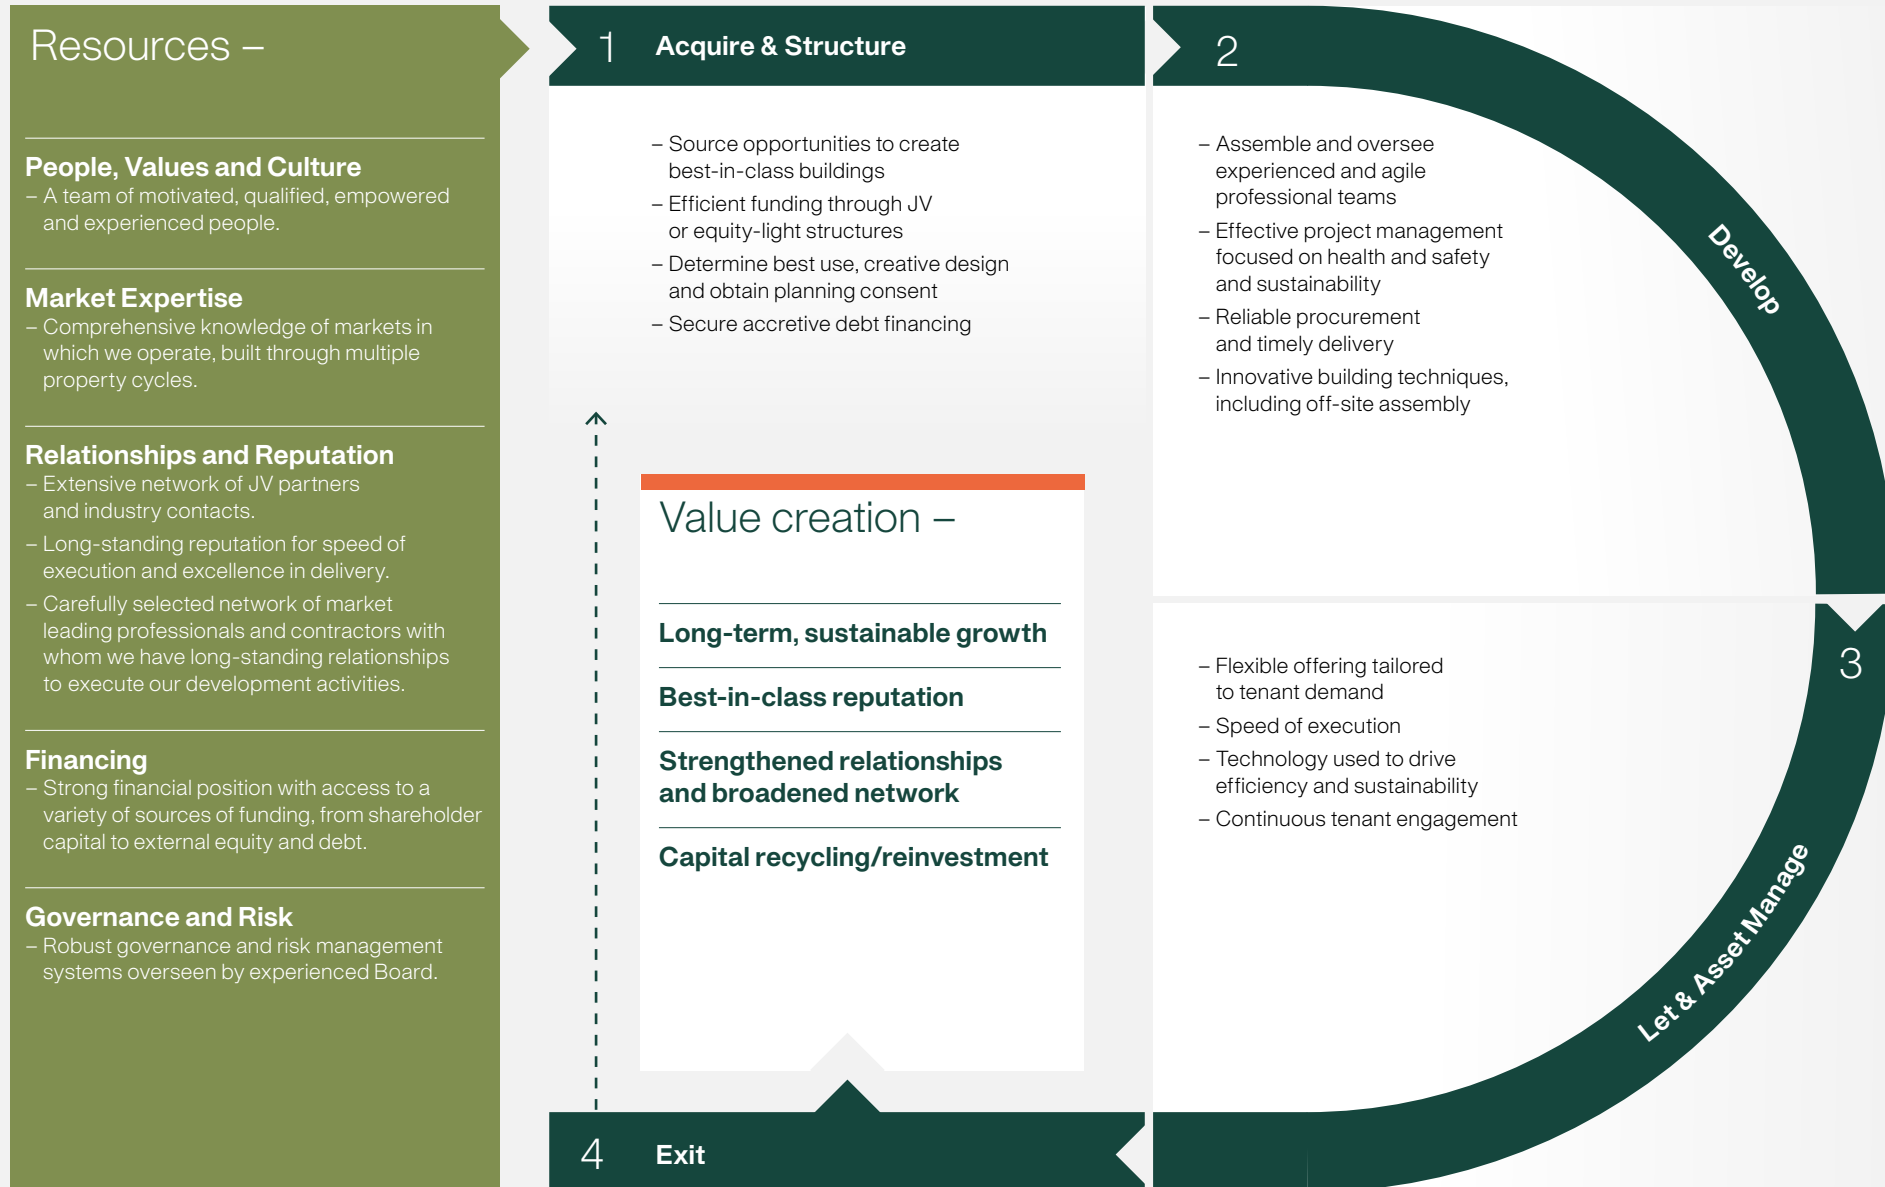 Resources –
People, Values and Culture
– A team of motivated, qualified, empowered
and experienced people.
Market Expertise
– Comprehensive knowledge of markets in
which we operate, built through multiple
property cycles.
Relationships and Reputation
– Extensive network of JV partners
and industry contacts.
– Long-standing reputation for speed of
execution and excellence in delivery.
– Carefully selected network of market
leading professionals and contractors with
whom we have long-standing relationships
to execute our development activities.
Financing
– Strong financial position with access to a
variety of sources of funding, from shareholder
capital to external equity and debt.
Governance and Risk
– Robust governance and risk management
systems overseen by experienced Board.
1 Acquire & Structure
– Source opportunities to create
best-in-class buildings
– Efficient funding through JV
or equity-light structures
– Determine best use, creative design
and obtain planning consent
– Secure accretive debt financing
2
Develop
– Assemble and oversee
experienced and agile
professional teams
– Effective project management
focused on health and safety
and sustainability
– Reliable procurement
and timely delivery
– Innovative building techniques,
including off-site assembly
3
Let & Asset Manage
– Flexible offering tailored
to tenant demand
– Speed of execution
– Technology used to drive
efficiency and sustainability
– Continuous tenant engagement
4 Exit
Value creation –
Long-term, sustainable growth
Best-in-class reputation
Strengthened relationships
and broadened network
Capital recycling/reinvestment